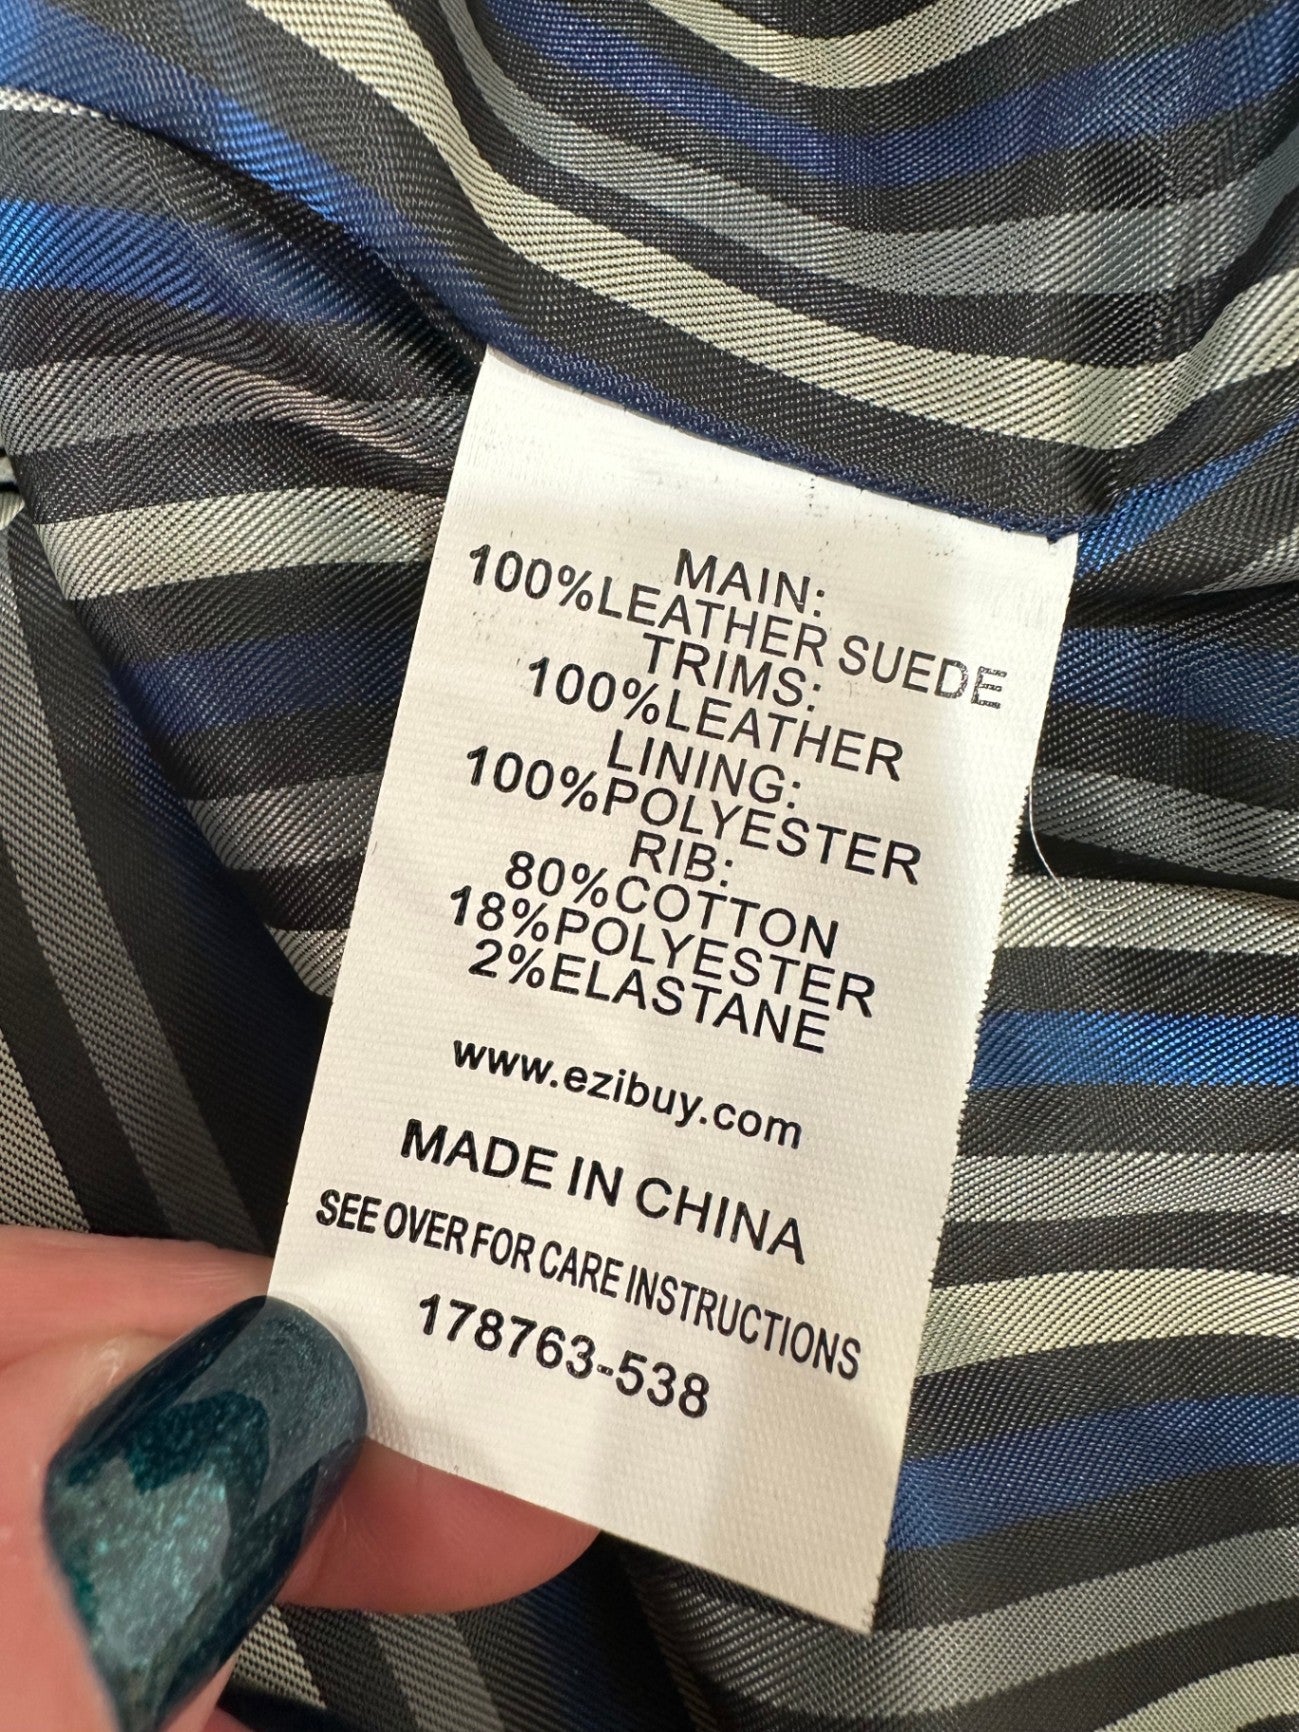 MAIN:
100%LEATHER SUEDE
TRIMS:
100%LEATHER
LINING:
100%POLYESTER
RIB:
80%COTTON
18%POLYESTER
2%ELASTANE
www.ezibuy.com
MADE IN CHINA
SEE OVER FOR CARE INSTRUCTIONS
178763-538